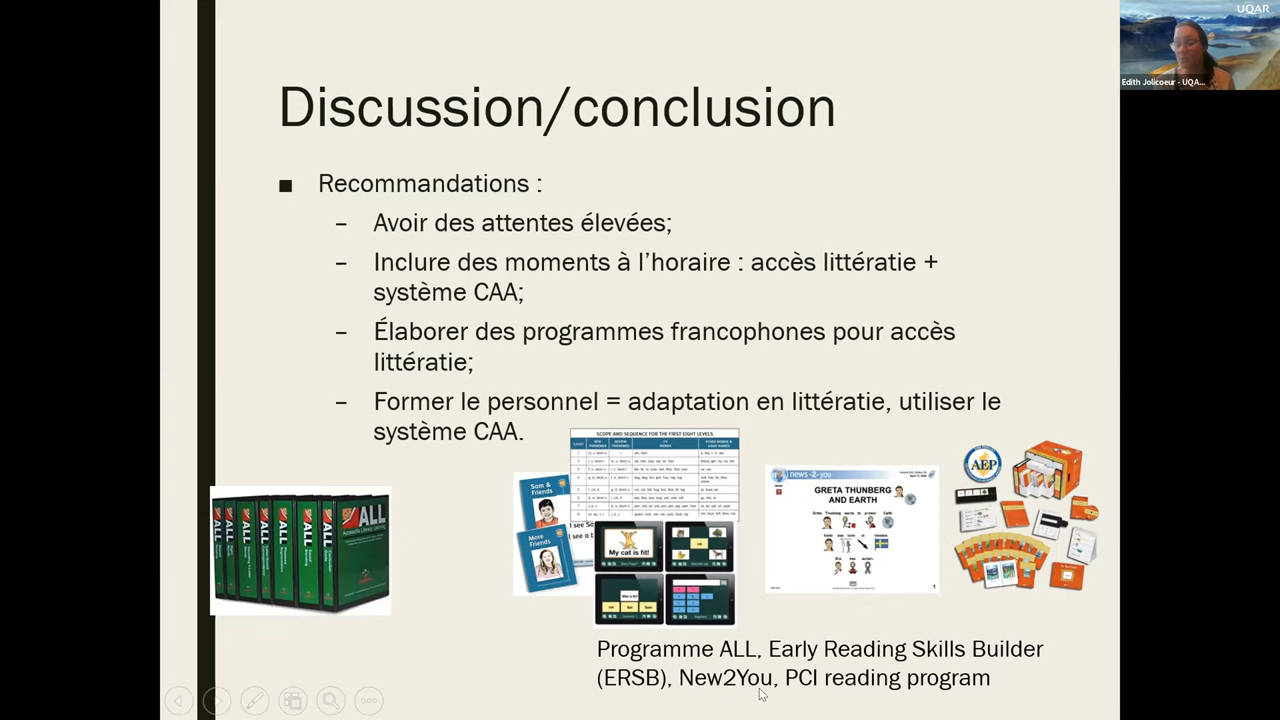 UQAR
Edith Jolicoeur - UQA...
Discussion/conclusion
Recommandations :
Avoir des attentes élevées;
Inclure des moments à l'horaire : accès littératie +
système CAA;
Élaborer des programmes francophones pour accès
littératie;
Former le personnel = adaptation en littératie, utiliser le
système CAA.
SCOPE AND SEQUENCE FOR THE FIRST EIGHT LEVELS
Sam &
Friends
More
Friends
My cat is fit!
ALL
ALL
news-2-you
GRETA THUNBERG
AND EARTH
AEP
Programme ALL, Early Reading Skills Builder
(ERSB), New2You, PCI reading program